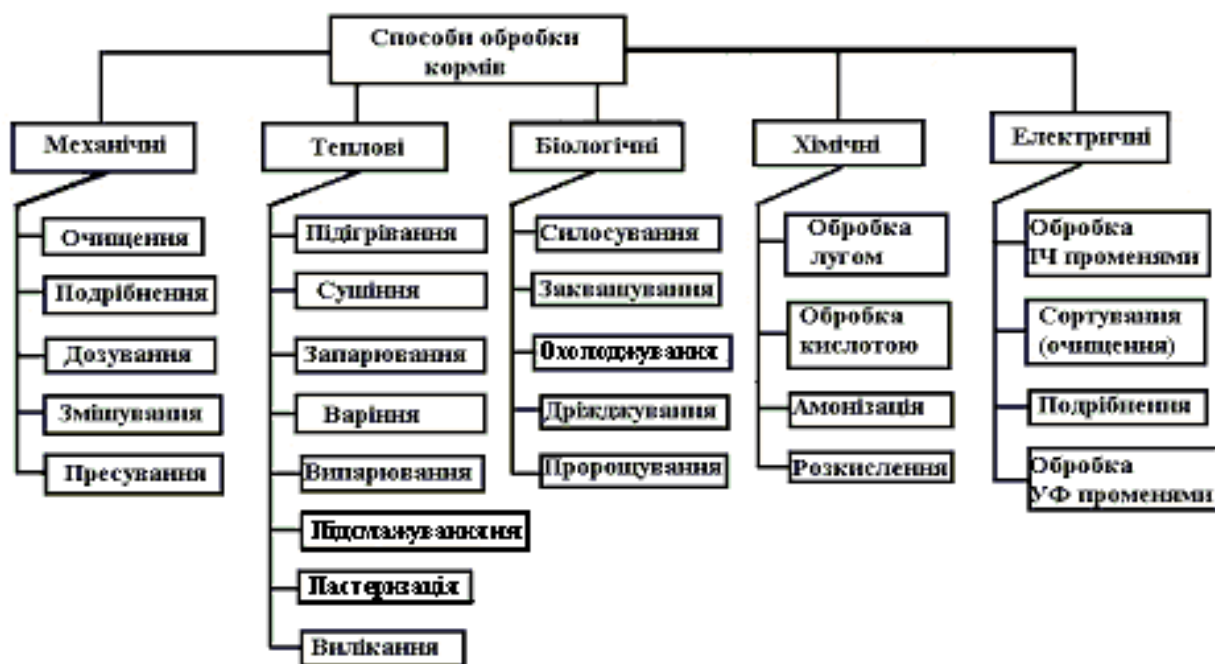 Способи обробки
кормів
Механічні
Очищення
Подрібнення
Дозування
Змішування
Пресування
Теплові
Підігрівання
Сушіння
Запарювання
Варіння
Випарювання
Підсмажуванняня
Пастеризація
Вилікання
Біологічні
Силосування
Заквашування
Охолоджування
Дріжджування
Пророщування
Хімічні
Обробка
лугом
Обробка
кислотою
Амонізація
Розкислення
Електричні
Обробка
ІЧ променями
Сортування
(очищення)
Подрібнення
Обробка
УФ променями